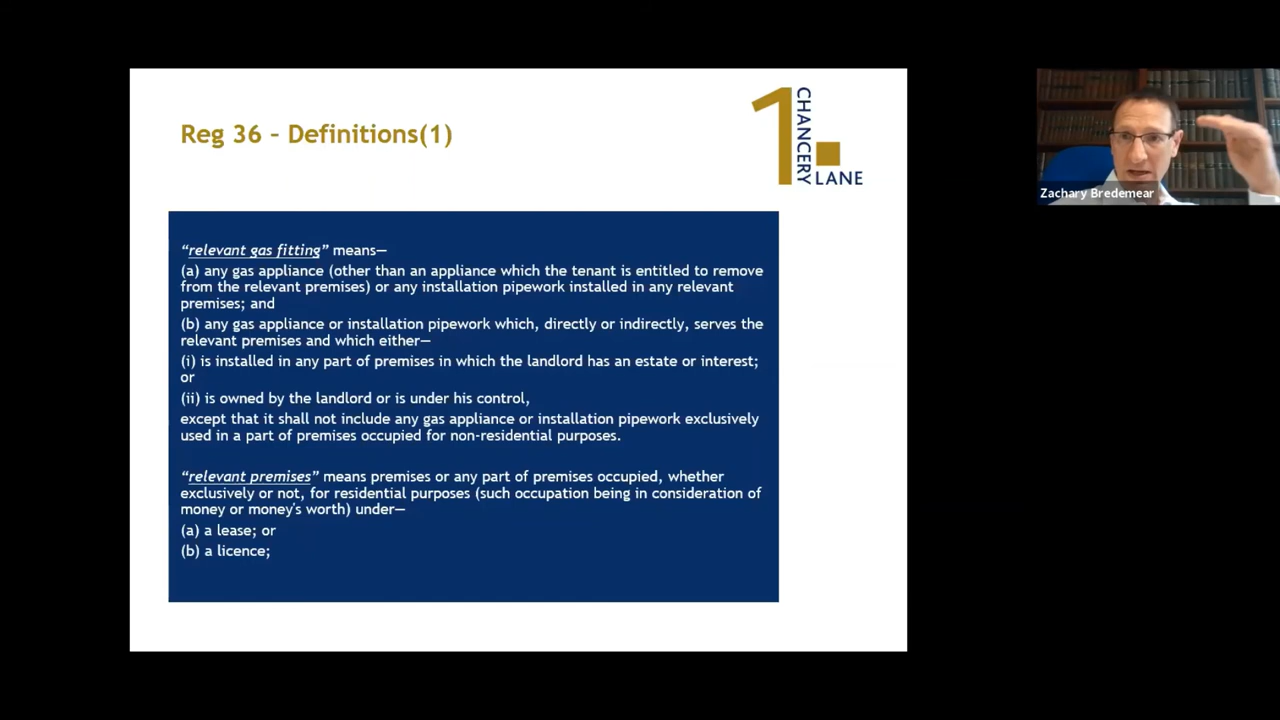 Reg 36 – Definitions(1)
1
CHANCERY
LANE
Zachary Bredemear
“relevant gas fitting” means—
(a) any gas appliance (other than an appliance which the tenant is entitled to remove
from the relevant premises) or any installation pipework installed in any relevant
premises; and
(b) any gas appliance or installation pipework which, directly or indirectly, serves the
relevant premises and which either—
(i) is installed in any part of premises in which the landlord has an estate or interest;
or
(ii) is owned by the landlord or is under his control,
except that it shall not include any gas appliance or installation pipework exclusively
used in a part of premises occupied for non-residential purposes.
“relevant premises” means premises or any part of premises occupied, whether
exclusively or not, for residential purposes (such occupation being in consideration of
money or money's worth) under—
(a) a lease; or
(b) a licence;